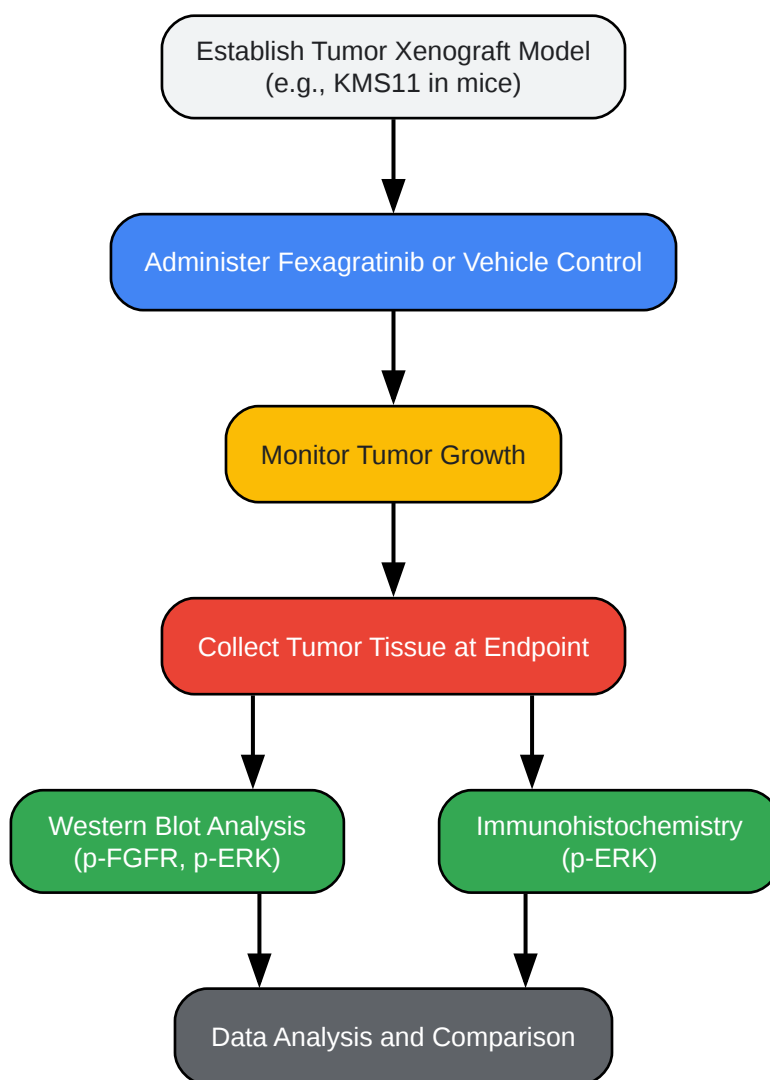 Establish Tumor Xenograft Model
(e.g., KMS11 in mice)
Administer Fexagratinib or Vehicle Control
Monitor Tumor Growth
Collect Tumor Tissue at Endpoint
Western Blot Analysis
(p-FGFR, p-ERK)
Immunohistochemistry
(p-ERK)
Data Analysis and Comparison